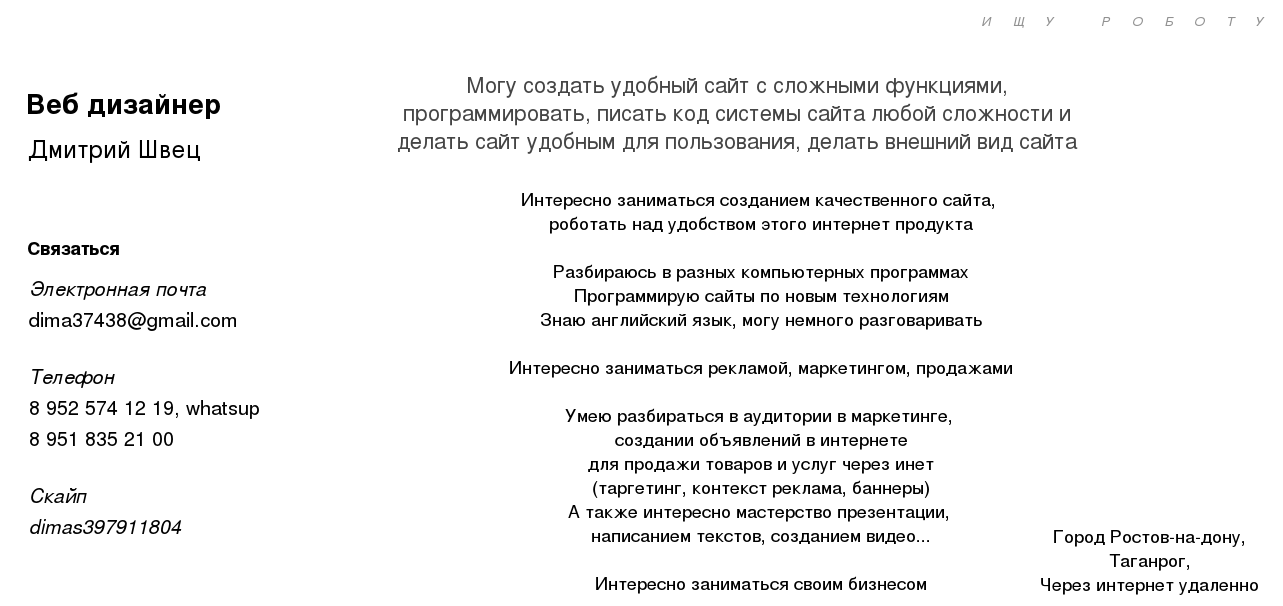 ИЩУ РОБОТУ
Веб дизайнер
Дмитрий Швец
Связаться
Электронная почта
dima37438@gmail.com
Телефон
8 952 574 12 19, whatsup
8 951 835 21 00
Скайп
dimas397911804
Могу создать удобный сайт с сложными функциями,
программировать, писать код системы сайта любой сложности и
делать сайт удобным для пользования, делать внешний вид сайта
Интересно заниматься созданием качественного сайта,
роботать над удобством этого интернет продукта
Разбираюсь в разных компьютерных программах
Программирую сайты по новым технологиям
Знаю английский язык, могу немного разговаривать
Интересно заниматься рекламой, маркетингом, продажами
Умею разбираться в аудитории в маркетинге,
создании объявлений в интернете
для продажи товаров и услуг через инет
(таргетинг, контекст реклама, баннеры)
А также интересно мастерство презентации,
написанием текстов, созданием видео...
Интересно заниматься своим бизнесом
Город Ростов-на-дону,
Таганрог,
Через интернет удаленно